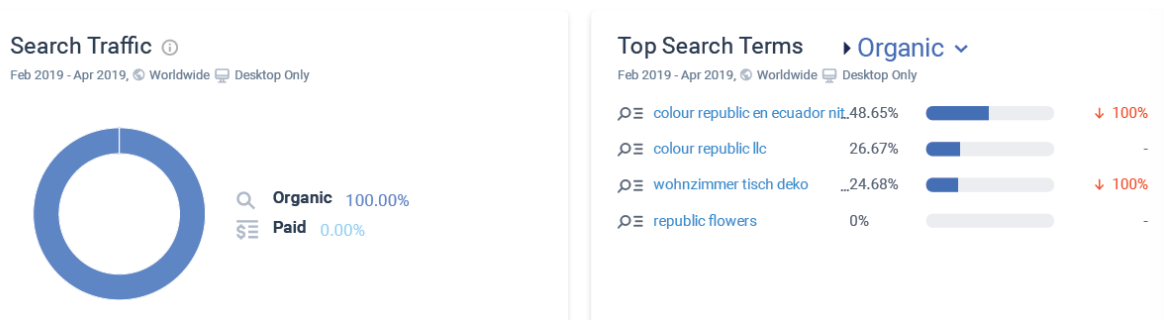 Search Traffic
Feb 2019 - Apr 2019, Worldwide Desktop Only
Organic 100.00%
Paid 0.00%
Top Search Terms Organic
Feb 2019 - Apr 2019, Worldwide Desktop Only
colour republic en ecuador nit... 48.65% 100%
colour republic llc 26.67% -
wohnzimmer tisch deko ... 24.68% 100%
republic flowers 0% -